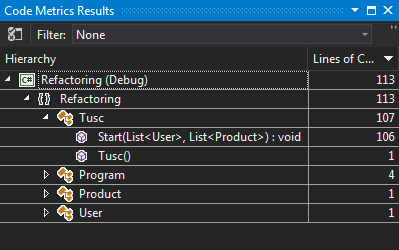 Code Metrics Results
Filter: None
Hierarchy Lines of C...
C# Refactoring (Debug) 113
{} Refactoring 113
Tusc 107
Start(List<User>, List<Product>) : void 106
Tusc() 1
Program 4
Product 1
User 1